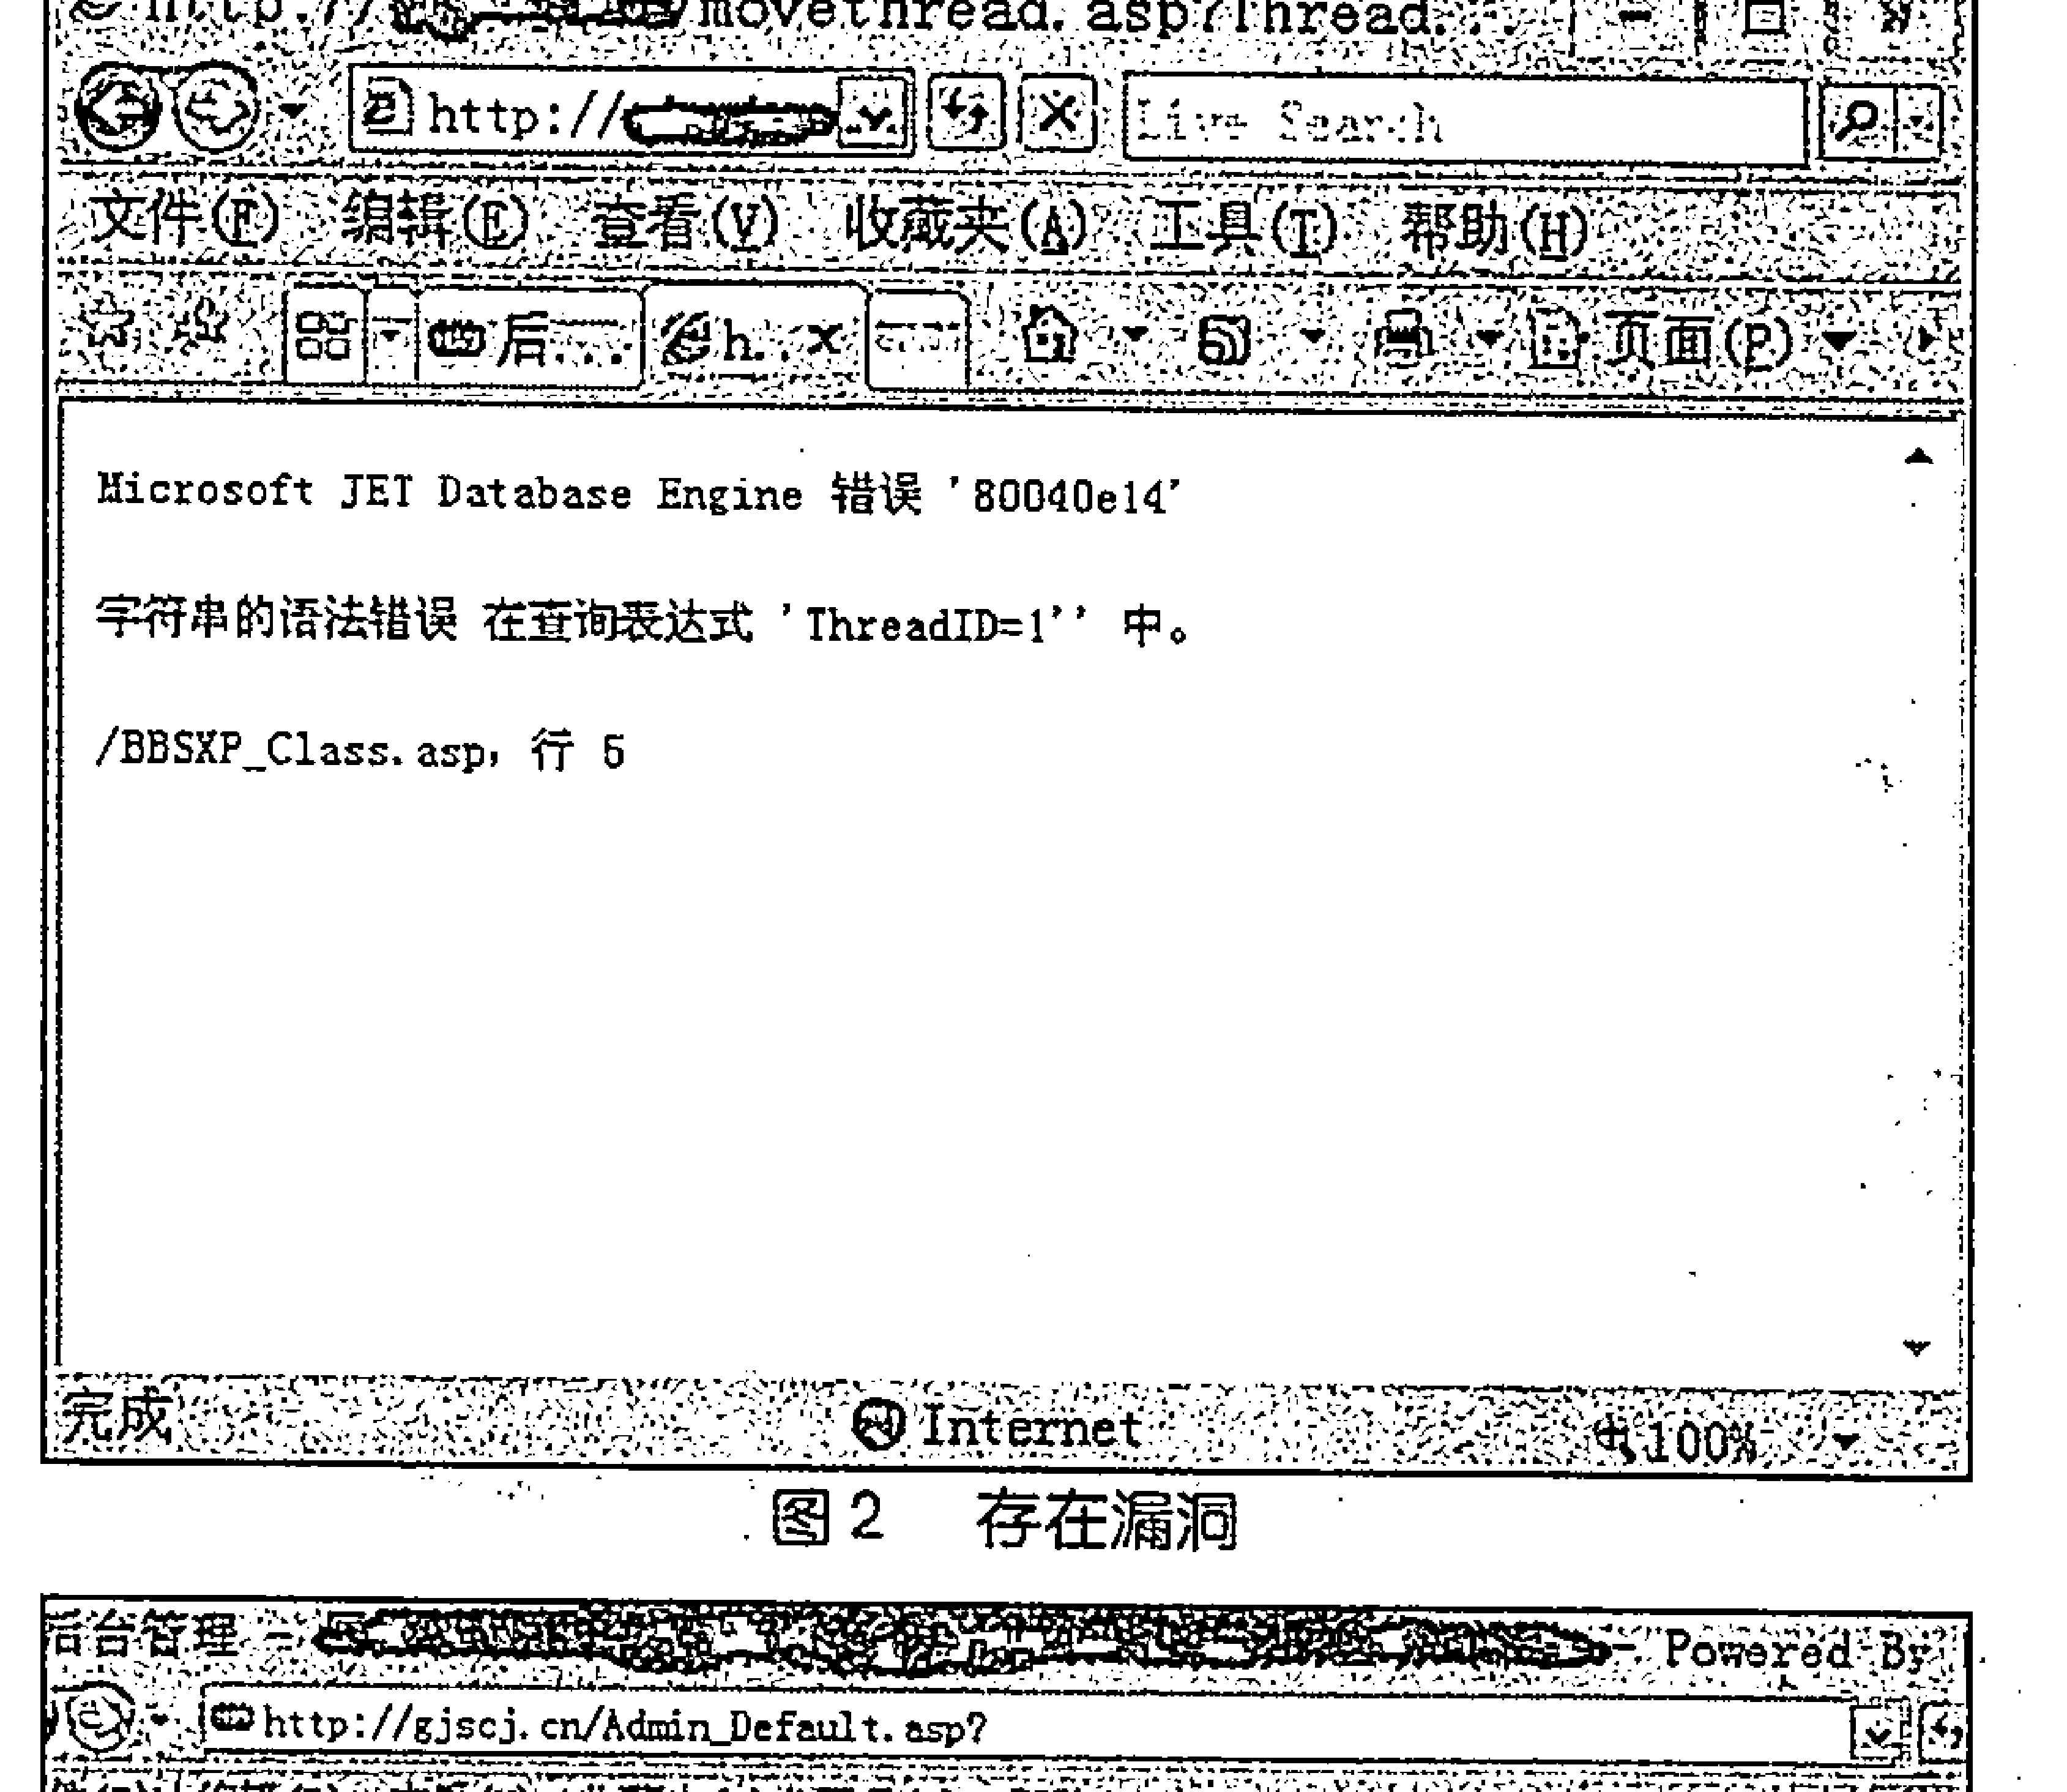 http://movethread.asp?Thread...
http://
Live Search
文件(F) 编辑(E) 查看(V) 收藏夹(A) 工具(T) 帮助(H)
后... h. 页面(P)
Microsoft JET Database Engine 错误 '80040e14'
字符串的语法错误 在查询表达式 'ThreadID=1'' 中。
/BBSXP_Class.asp, 行 5
完成 Internet 100%
图2 存在漏洞
后台管理 - - Powered By
http://gjscj.cn/Admin_Default.asp?